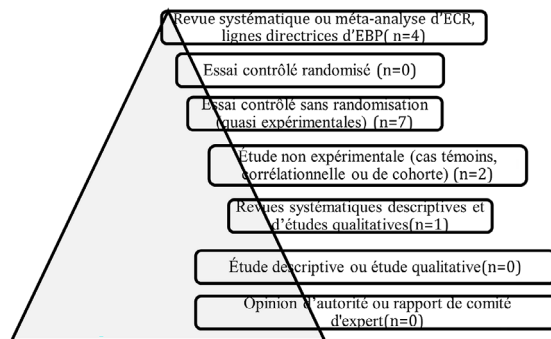 Revue systématique ou méta-analyse d’ECR,
lignes directrices d’EBP( n=4)
Essai contrôlé randomisé (n=0)
Essai contrôlé sans randomisation
(quasi expérimentales) (n=7)
Étude non expérimentale (cas témoins,
corrélationnelle ou de cohorte) (n=2)
Revues systématiques descriptives et
d’études qualitatives(n=1)
Étude descriptive ou étude qualitative(n=0)
Opinion d’autorité ou rapport de comité
d'expert(n=0)